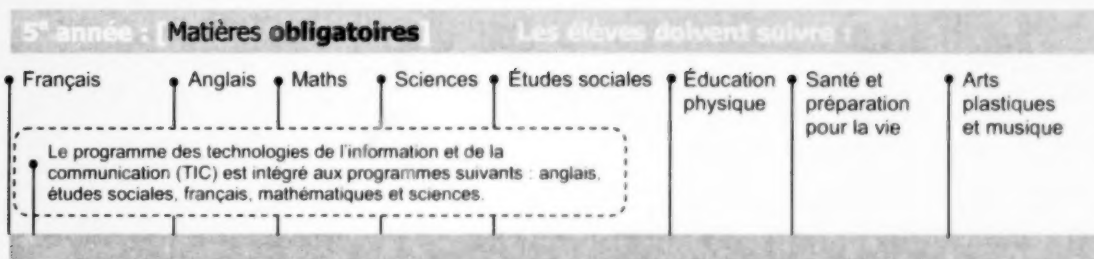 5e année : [Matières obligatoires] Les élèves doivent suivre :
Français
Anglais
Maths
Sciences
Études sociales
Éducation
physique
Santé et
préparation
pour la vie
Arts
plastiques
et musique
Le programme des technologies de l'information et de la
communication (TIC) est intégré aux programmes suivants : anglais,
études sociales, français, mathématiques et sciences.